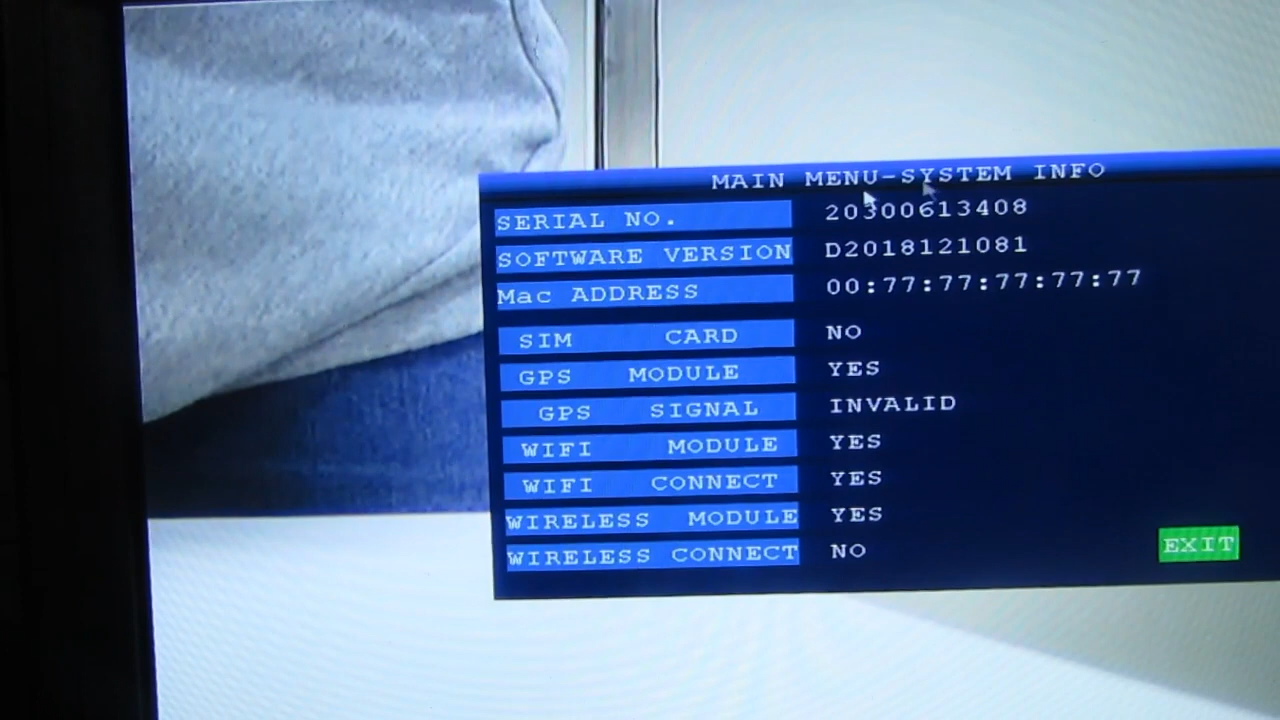 MAIN MENU-SYSTEM INFO
SERIAL NO. 20300613408
SOFTWARE VERSION D2018121081
Mac ADDRESS 00:77:77:77:77:77
SIM CARD NO
GPS MODULE YES
GPS SIGNAL INVALID
WIFI MODULE YES
WIFI CONNECT YES
WIRELESS MODULE YES
WIRELESS CONNECT NO
EXIT